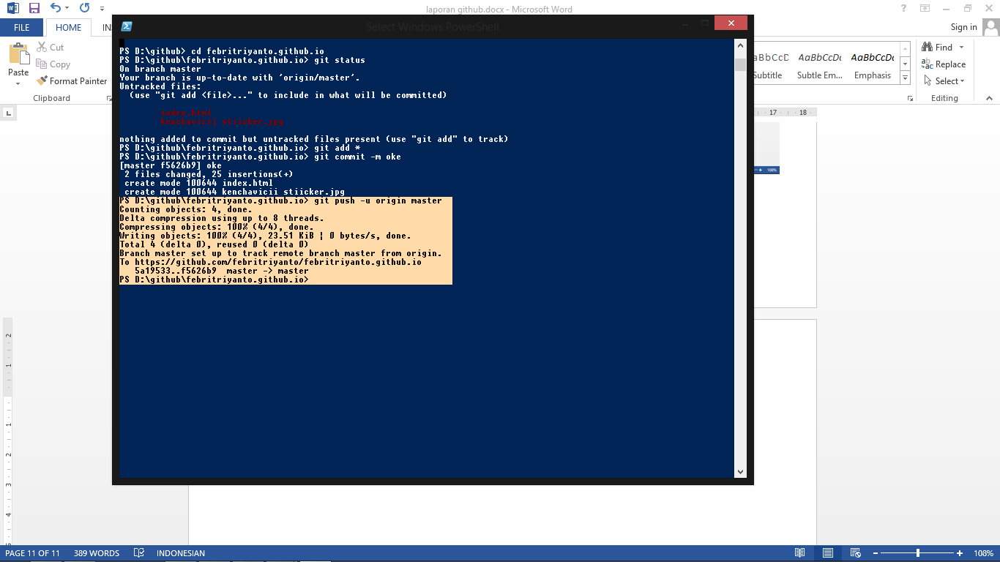 laporan github.docx - Microsoft Word
FILE
HOME
Sign in
Select Windows PowerShell
Paste
Cut
Copy
Format Painter
Clipboard
Subtitle
AaBbCcDc
Subtle Em...
AaBbCcDc
Emphasis
Find
Replace
Select
Editing
PS D:\github> cd febritriyanto.github.io
PS D:\github\febritriyanto.github.io> git status
On branch master
Your branch is up-to-date with 'origin/master'.
Untracked files:
(use "git add <file>..." to include in what will be committed)
index.html
kenchavicii stiicker.jpg
nothing added to commit but untracked files present (use "git add" to track)
PS D:\github\febritriyanto.github.io> git add *
PS D:\github\febritriyanto.github.io> git commit -m oke
[master f5626b9] oke
2 files changed, 25 insertions(+)
create mode 100644 index.html
create mode 100644 kenchavicii stiicker.jpg
PS D:\github\febritriyanto.github.io> git push -u origin master
Counting objects: 4, done.
Delta compression using up to 8 threads.
Compressing objects: 100% (4/4), done.
Writing objects: 100% (4/4), 23.51 KiB | 0 bytes/s, done.
Total 4 (delta 0), reused 0 (delta 0)
Branch master set up to track remote branch master from origin.
To https://github.com/febritriyanto/febritriyanto.github.io
5a19533..f5626b9 master -> master
PS D:\github\febritriyanto.github.io>
17 18
2
1
1
2
3
4
PAGE 11 OF 11 389 WORDS INDONESIAN 108%